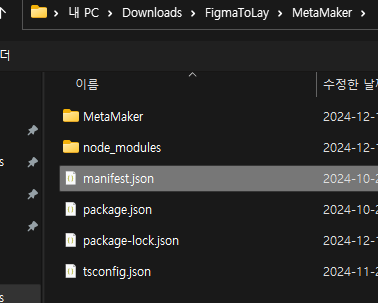 내 PC > Downloads > FigmaToLay > MetaMaker >
더
이름
수정한 날짜
MetaMaker
2024-12-1
node_modules
2024-12-1
manifest.json
2024-10-2
package.json
2024-10-2
package-lock.json
2024-12-1
tsconfig.json
2024-11-2